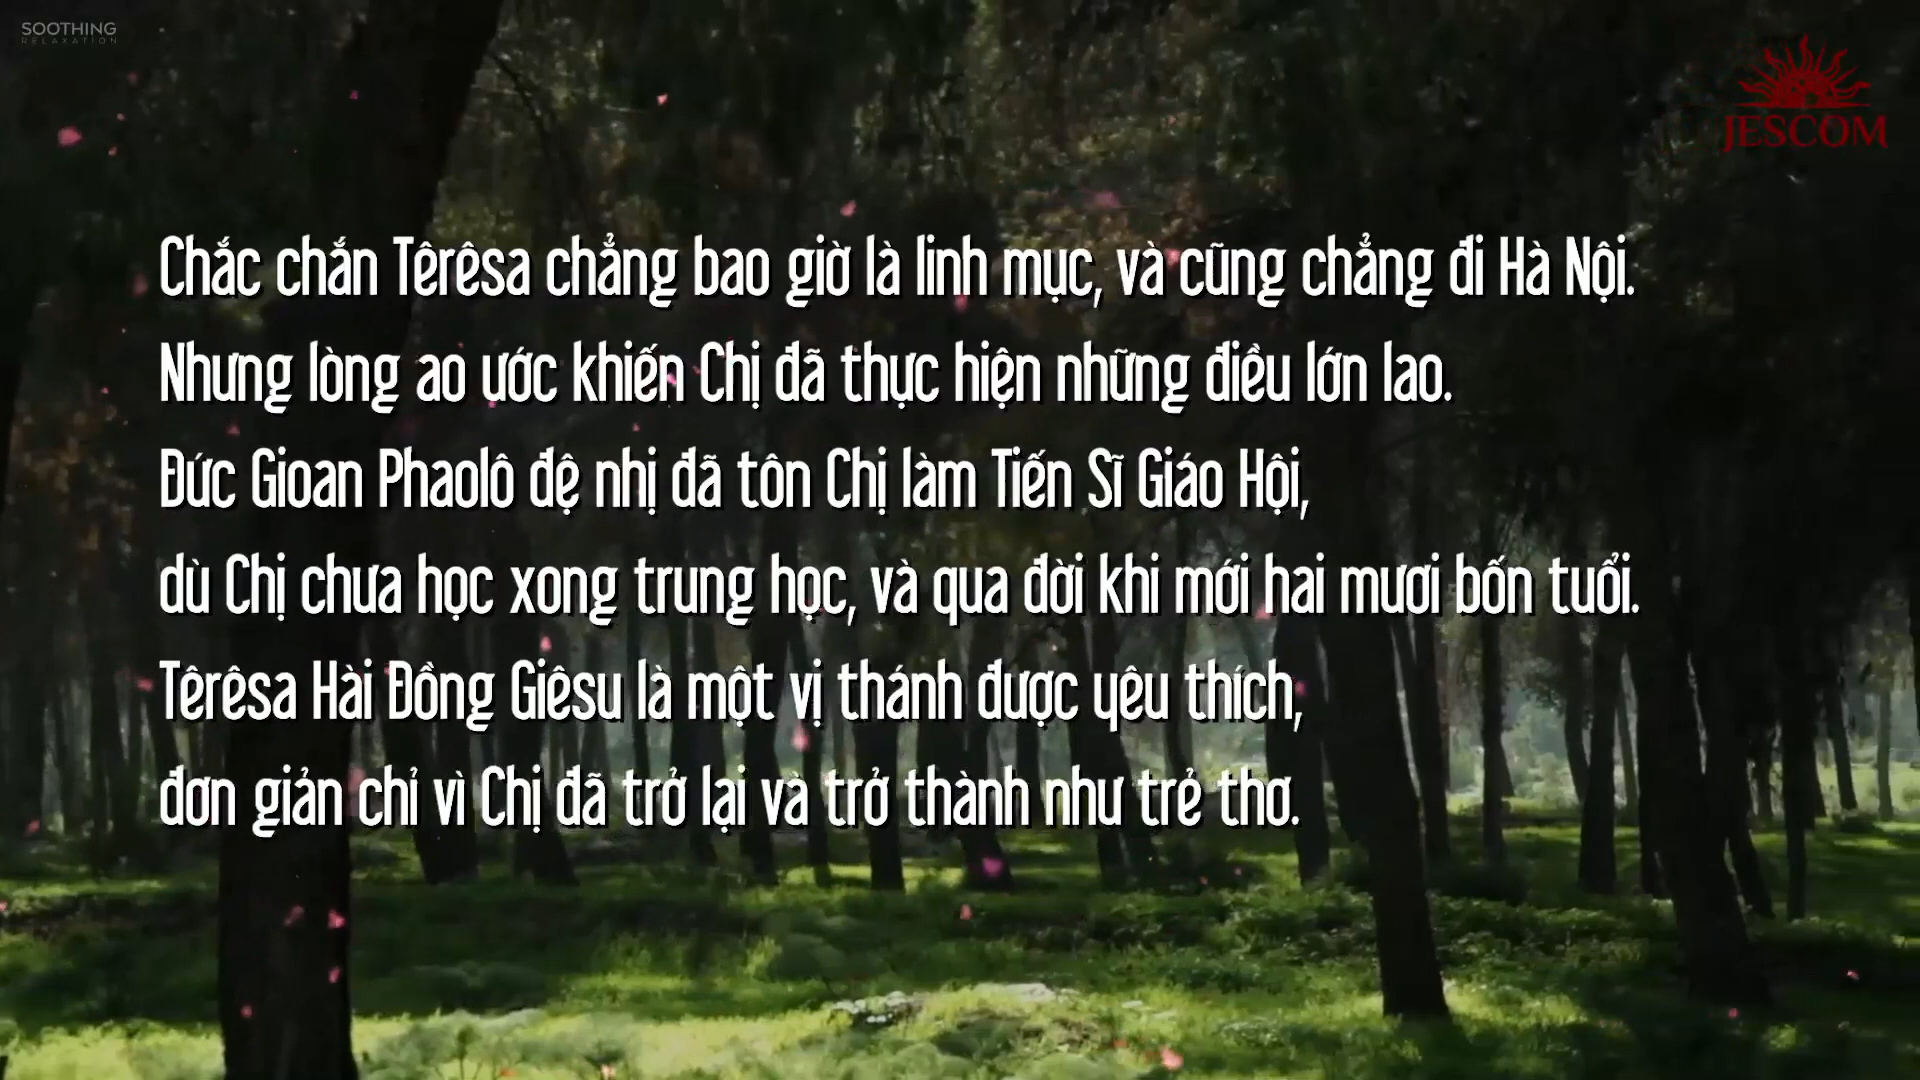 SOOTHING
RELAXATION
JESCOM
Chắc chắn Têrêsa chẳng bao giờ là linh mục, và cũng chẳng đi Hà Nội.
Nhưng lòng ao ước khiến Chị đã thực hiện những điều lớn lao.
Đức Gioan Phaolô đệ nhị đã tôn Chị làm Tiến Sĩ Giáo Hội,
dù Chị chưa học xong trung học, và qua đời khi mới hai mươi bốn tuổi.
Têrêsa Hài Đồng Giêsu là một vị thánh được yêu thích,
đơn giản chỉ vì Chị đã trở lại và trở thành như trẻ thơ.